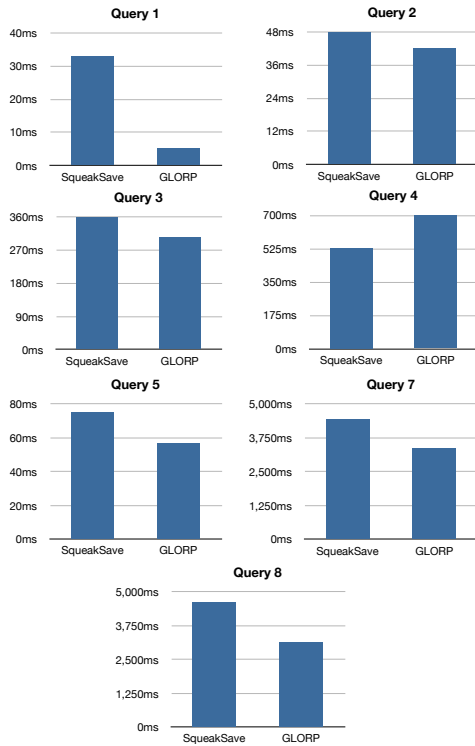 Query 1
40ms
30ms
20ms
10ms
0ms
SqueakSave GLORP
Query 2
48ms
36ms
24ms
12ms
0ms
SqueakSave GLORP
Query 3
360ms
270ms
180ms
90ms
0ms
SqueakSave GLORP
Query 4
700ms
525ms
350ms
175ms
0ms
SqueakSave GLORP
Query 5
80ms
60ms
40ms
20ms
0ms
SqueakSave GLORP
Query 7
5,000ms
3,750ms
2,500ms
1,250ms
0ms
SqueakSave GLORP
Query 8
5,000ms
3,750ms
2,500ms
1,250ms
0ms
SqueakSave GLORP